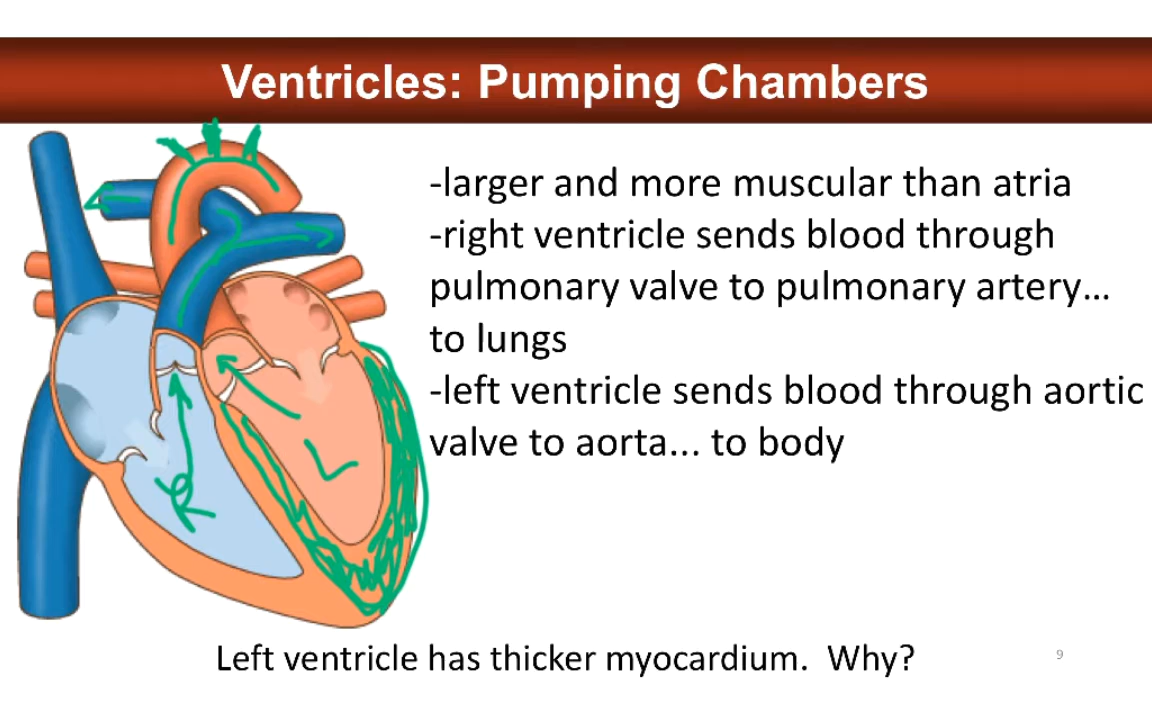 Ventricles: Pumping Chambers
-larger and more muscular than atria
-right ventricle sends blood through
pulmonary valve to pulmonary artery...
to lungs
-left ventricle sends blood through aortic
valve to aorta... to body
R
L
Left ventricle has thicker myocardium.  Why?
9